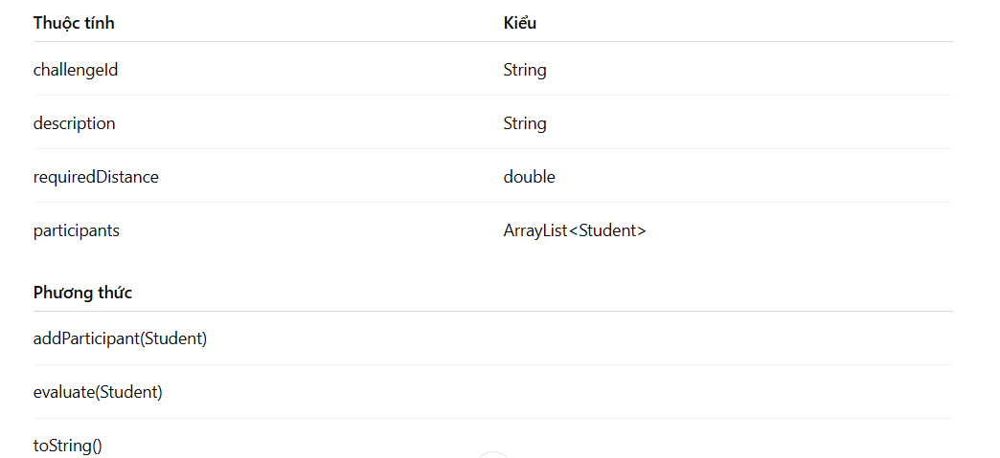 Thuộc tính Kiểu
challengeId String
description String
requiredDistance double
participants ArrayList<Student>
Phương thức
addParticipant(Student)
evaluate(Student)
toString()